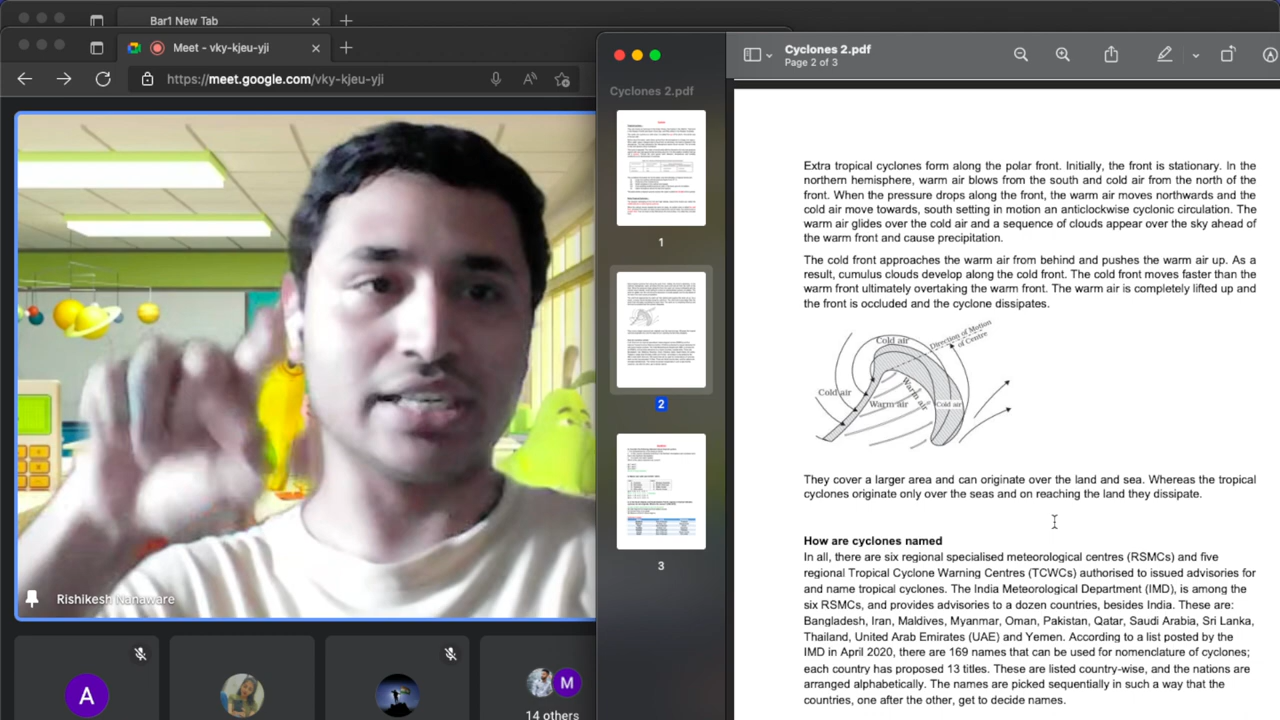 Bar1 New Tab
Meet - vky-kjeu-yji
https://meet.google.com/vky-kjeu-yji
Rishikesh Nanaware
A
M
14 others
Cyclones 2.pdf
Page 2 of 3
Cyclones 2.pdf
1
2
3
Extra tropical cyclones form along the polar front. Initially, the front is stationary. In the
northern hemisphere, warm air blows from the south and cold air from the north of the
front. When the pressure drops along the front, the warm air moves northwards and the
cold air move towards, south setting in motion an anticlockwise cyclonic circulation. The
warm air glides over the cold air and a sequence of clouds appear over the sky ahead of
the warm front and cause precipitation.
The cold front approaches the warm air from behind and pushes the warm air up. As a
result, cumulus clouds develop along the cold front. The cold front moves faster than the
warm front ultimately overtaking the warm front. The warm air is completely lifted up and
the front is occluded and the cyclone dissipates.
Cold air
Direction of Motion
of Centre
Cold air
Warm air
Warm air
Cold air
They cover a larger area and can originate over the land and sea. Whereas the tropical
cyclones originate only over the seas and on reaching the land they dissipate.
How are cyclones named
In all, there are six regional specialised meteorological centres (RSMCs) and five
regional Tropical Cyclone Warning Centres (TCWCs) authorised to issued advisories for
and name tropical cyclones. The India Meteorological Department (IMD), is among the
six RSMCs, and provides advisories to a dozen countries, besides India. These are:
Bangladesh, Iran, Maldives, Myanmar, Oman, Pakistan, Qatar, Saudi Arabia, Sri Lanka,
Thailand, United Arab Emirates (UAE) and Yemen. According to a list posted by the
IMD in April 2020, there are 169 names that can be used for nomenclature of cyclones;
each country has proposed 13 titles. These are listed country-wise, and the nations are
arranged alphabetically. The names are picked sequentially in such a way that the
countries, one after the other, get to decide names.